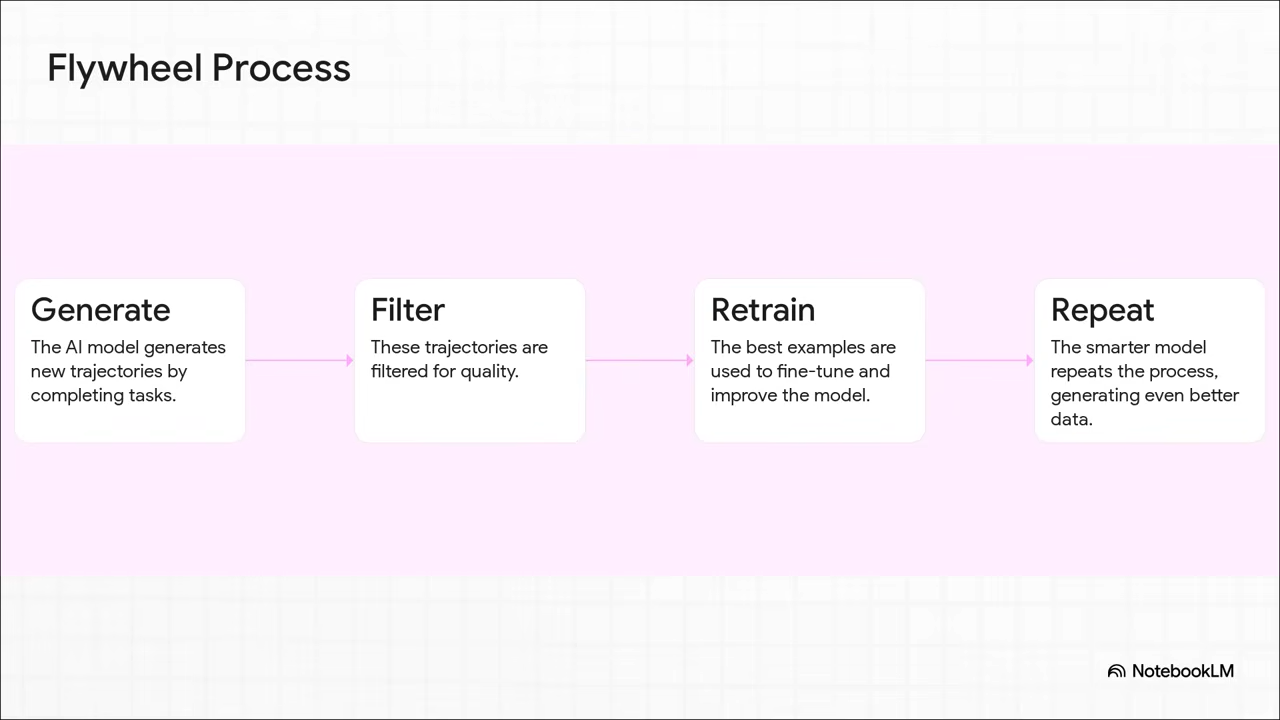 Flywheel Process
Generate
The AI model generates
new trajectories by
completing tasks.
Filter
These trajectories are
filtered for quality.
Retrain
The best examples are
used to fine-tune and
improve the model.
Repeat
The smarter model
repeats the process,
generating even better
data.
NotebookLM